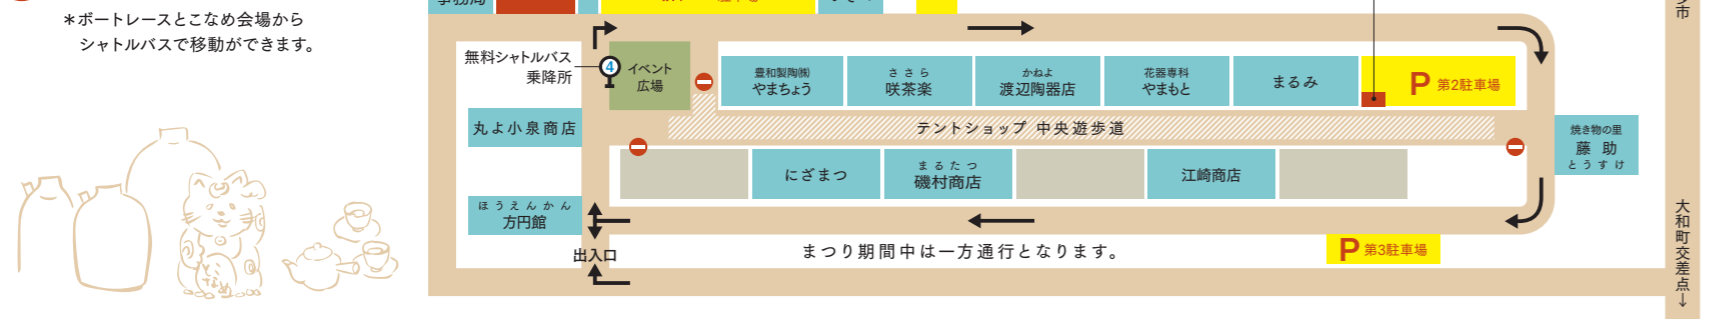 ＊ボートレースとこなめ会場から
シャトルバスで移動ができます。
事務局
市
無料シャトルバス
乗降所
4
イベント
広場
豊和製陶㈱
やまちょう
ささら
咲茶楽
かねよ
渡辺陶器店
花器専科
やまもと
まるみ
P 第2駐車場
丸よ小泉商店
テントショップ 中央遊歩道
焼き物の里
藤助
とうすけ
にざまつ
まるたつ
磯村商店
江崎商店
ほうえんかん
方円館
出入口
まつり期間中は一方通行となります。
P 第3駐車場
大和町交差点↓
とこなめ